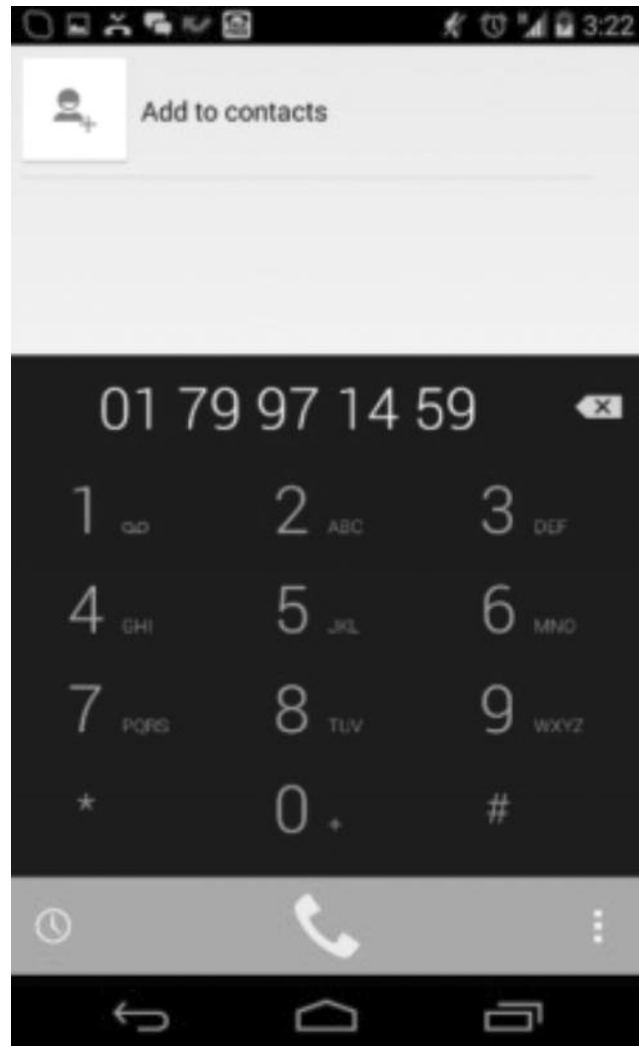 3:22
Add to contacts
01 79 97 14 59
1 2 ABC 3 DEF
4 GHI 5 JKL 6 MNO
7 PQRS 8 TUV 9 WXYZ
* 0 + #